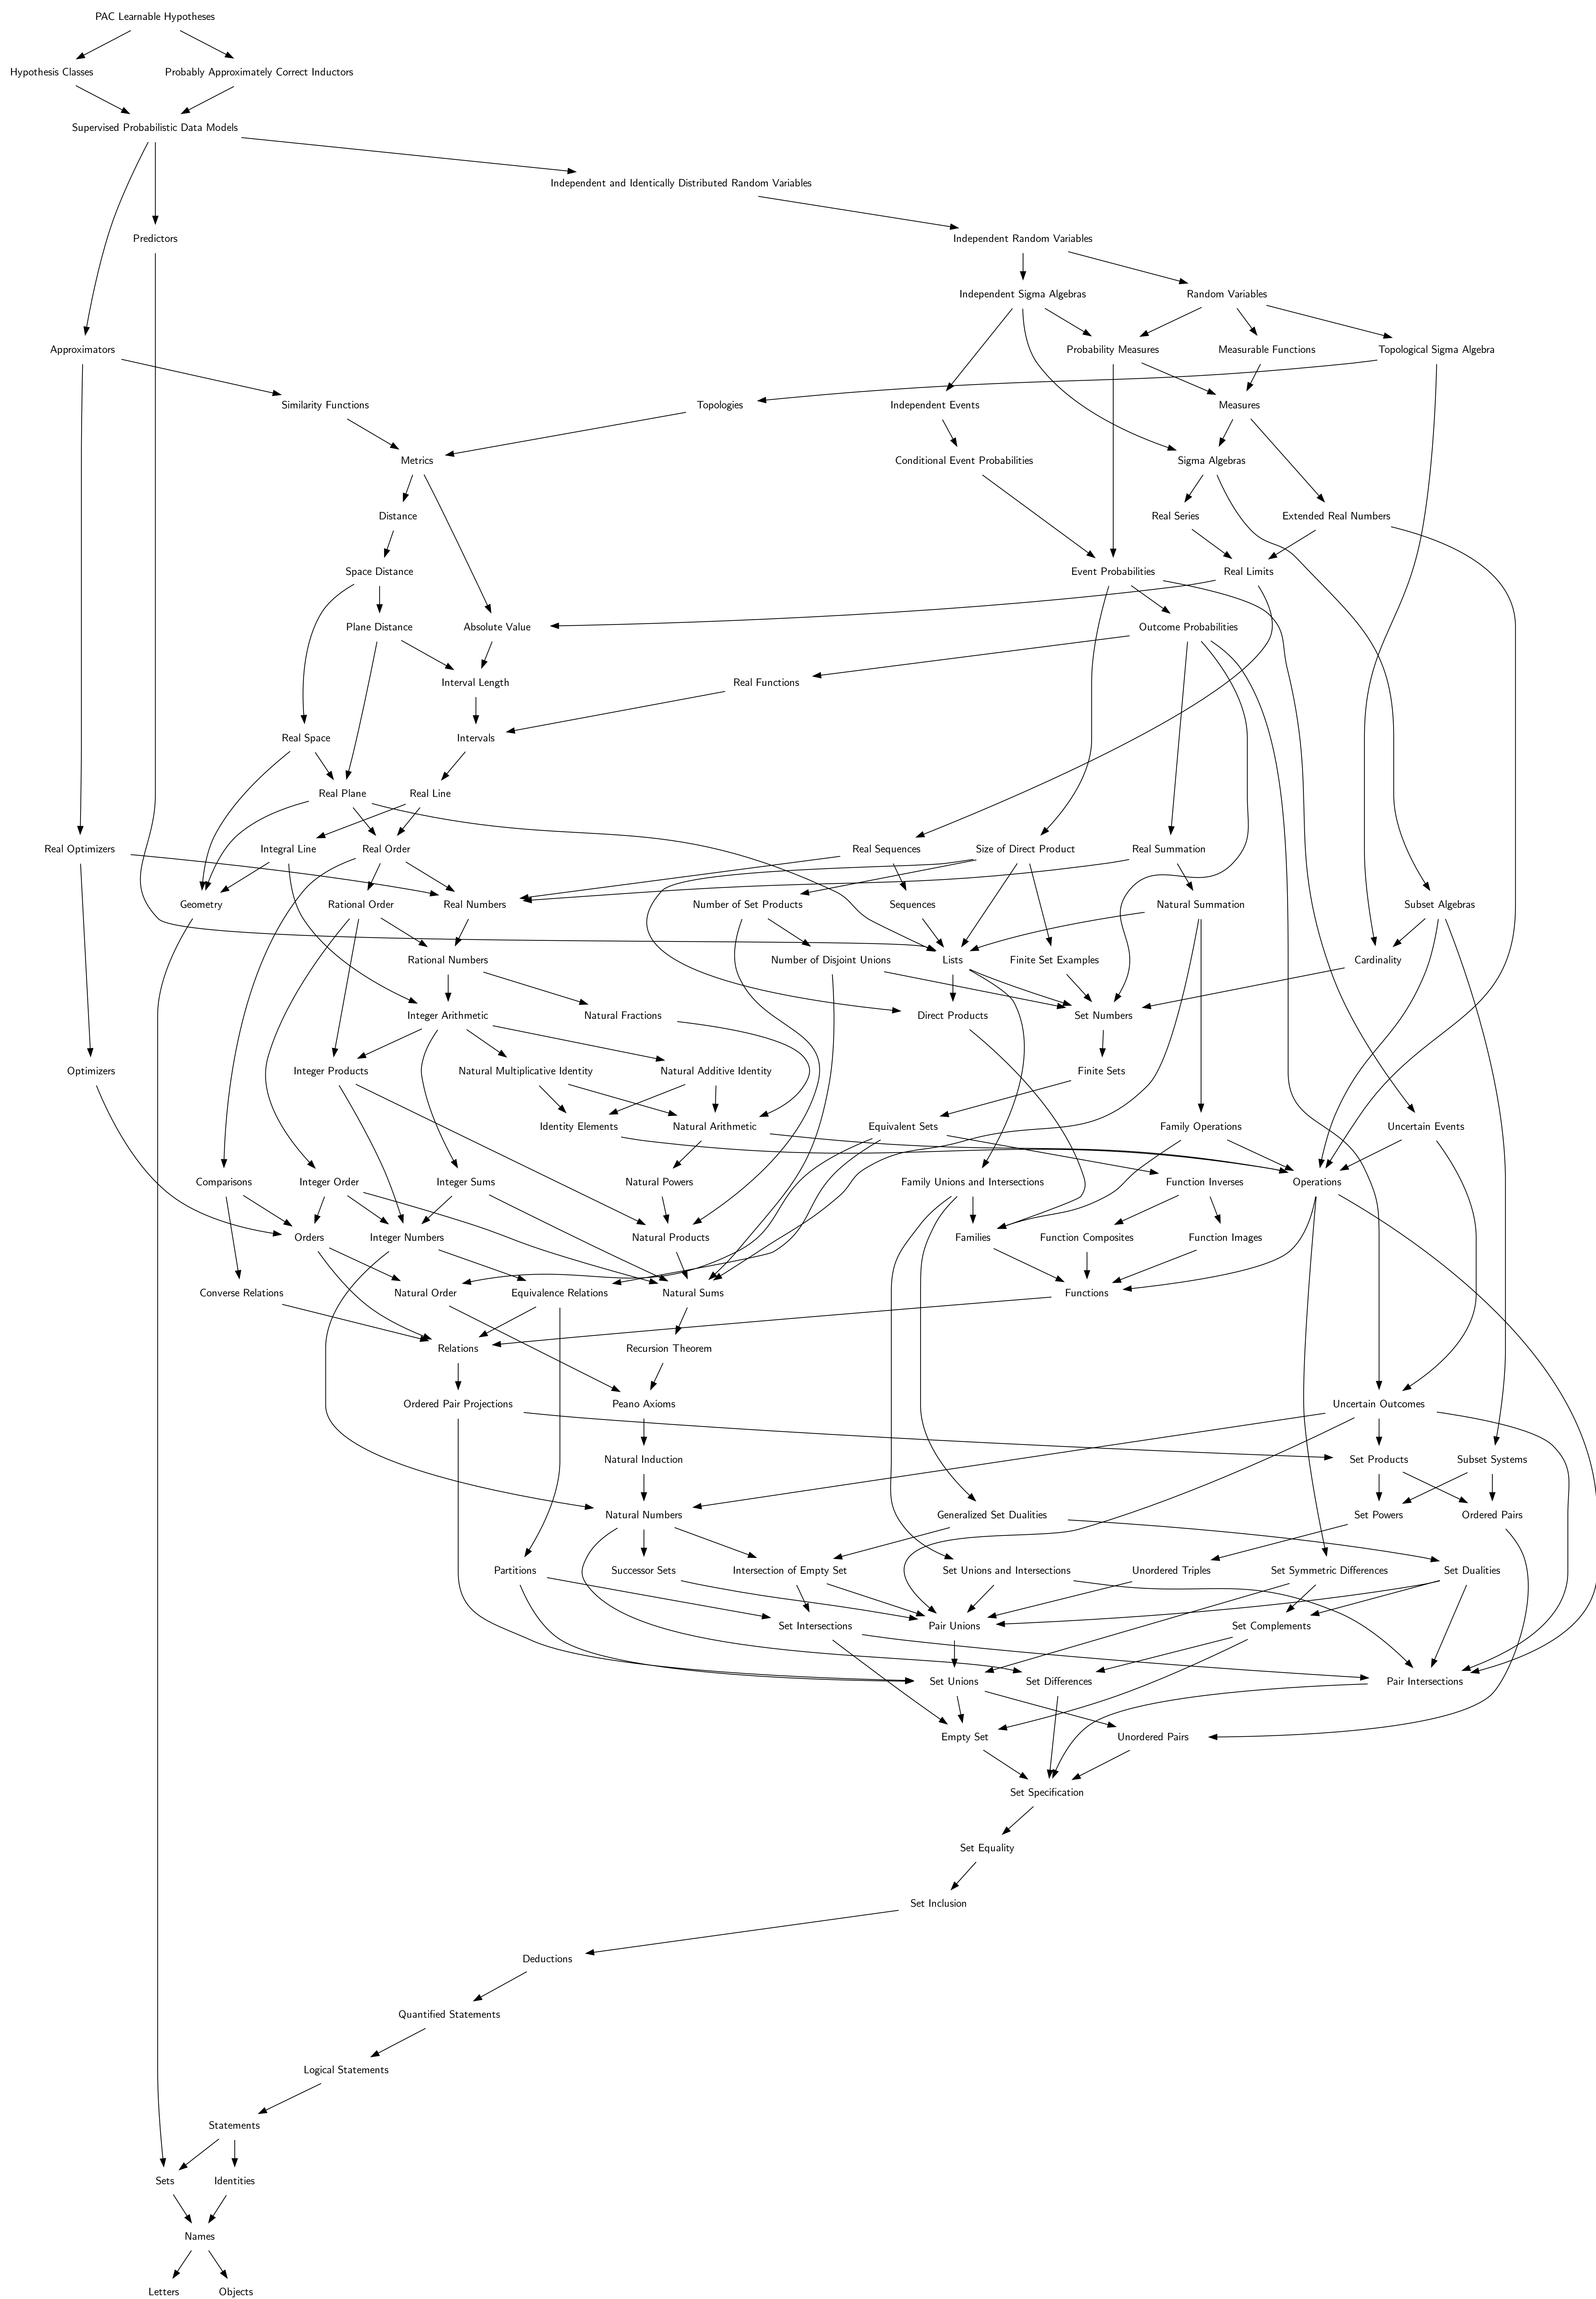 PAC Learnable Hypotheses
Hypothesis Classes
Probably Approximately Correct Inductors
Supervised Probabilistic Data Models
Independent and Identically Distributed Random Variables
Predictors
Independent Random Variables
Independent Sigma Algebras
Random Variables
Approximators
Probability Measures
Measurable Functions
Topological Sigma Algebra
Similarity Functions
Topologies
Independent Events
Measures
Metrics
Conditional Event Probabilities
Sigma Algebras
Distance
Real Series
Extended Real Numbers
Space Distance
Event Probabilities
Real Limits
Plane Distance
Absolute Value
Outcome Probabilities
Interval Length
Real Functions
Real Space
Intervals
Real Plane
Real Line
Real Optimizers
Integral Line
Real Order
Real Sequences
Size of Direct Product
Real Summation
Geometry
Rational Order
Real Numbers
Number of Set Products
Sequences
Natural Summation
Subset Algebras
Rational Numbers
Number of Disjoint Unions
Lists
Finite Set Examples
Cardinality
Integer Arithmetic
Natural Fractions
Direct Products
Set Numbers
Optimizers
Integer Products
Natural Multiplicative Identity
Natural Additive Identity
Finite Sets
Identity Elements
Natural Arithmetic
Equivalent Sets
Family Operations
Uncertain Events
Comparisons
Integer Order
Integer Sums
Natural Powers
Family Unions and Intersections
Function Inverses
Operations
Orders
Integer Numbers
Natural Products
Families
Function Composites
Function Images
Converse Relations
Natural Order
Equivalence Relations
Natural Sums
Functions
Relations
Recursion Theorem
Ordered Pair Projections
Peano Axioms
Uncertain Outcomes
Natural Induction
Set Products
Subset Systems
Natural Numbers
Generalized Set Dualities
Set Powers
Ordered Pairs
Partitions
Successor Sets
Intersection of Empty Set
Set Unions and Intersections
Unordered Triples
Set Symmetric Differences
Set Dualities
Set Intersections
Pair Unions
Set Complements
Set Unions
Set Differences
Pair Intersections
Empty Set
Unordered Pairs
Set Specification
Set Equality
Set Inclusion
Deductions
Quantified Statements
Logical Statements
Statements
Sets
Identities
Names
Letters
Objects